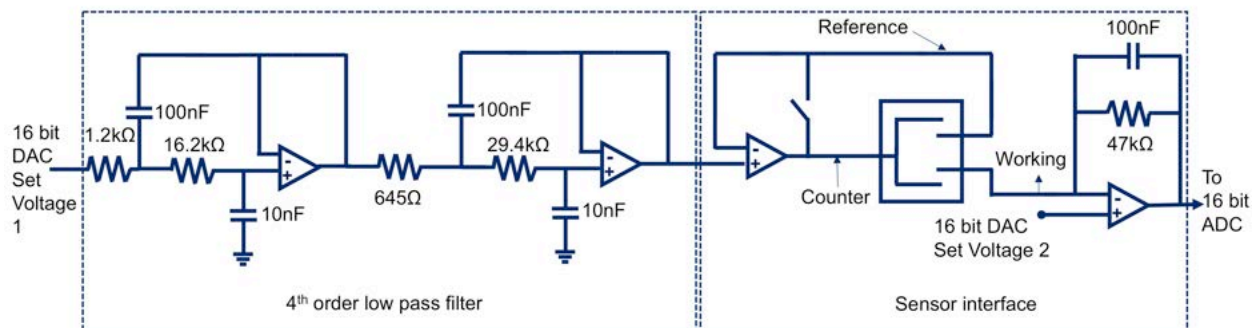 16 bit
DAC
Set
Voltage
1
1.2kΩ
100nF
16.2kΩ
10nF
-
+
645Ω
100nF
29.4kΩ
10nF
-
+
4th order low pass filter
Reference
-
+
Counter
Working
100nF
47kΩ
-
+
16 bit DAC
Set Voltage 2
To
16 bit
ADC
Sensor interface